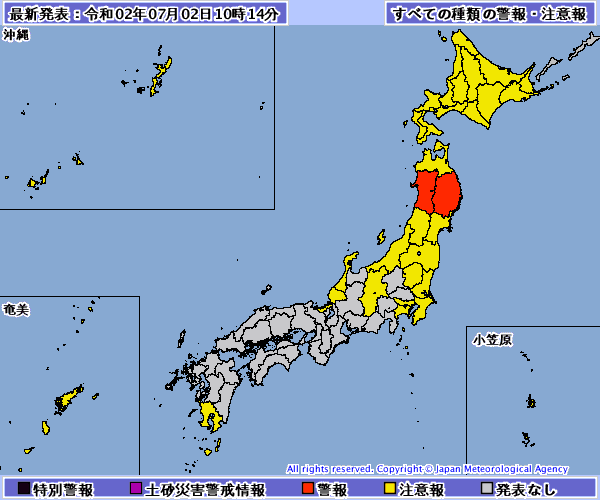 最新発表：令和02年07月02日10時14分
すべての種類の警報・注意報
沖縄
奄美
小笠原
All rights reserved. Copyright © Japan Meteorological Agency
特別警報 土砂災害警戒情報 警報 注意報 発表なし